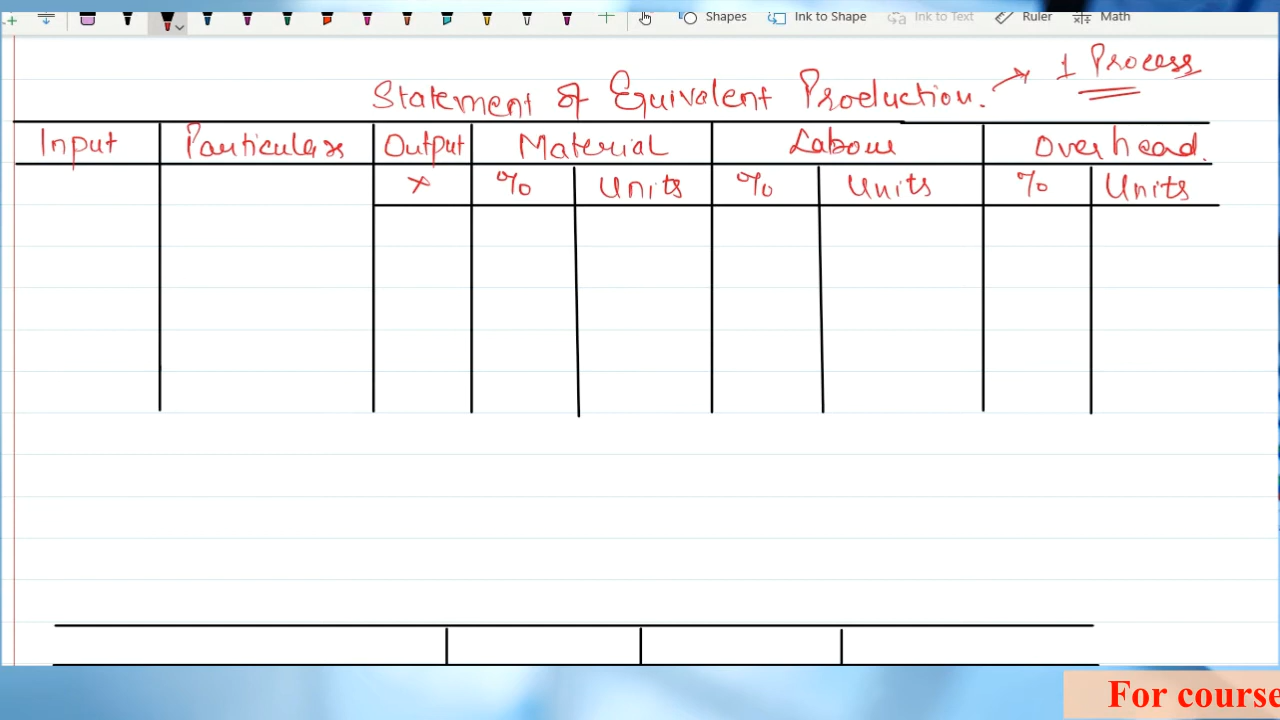 Shapes Ink to Shape Ink to Text Ruler Math
Statement of Equivalent Production. → 1 Process
Input Particulars Output Material Labour Overhead.
x % Units % Units % Units
For course